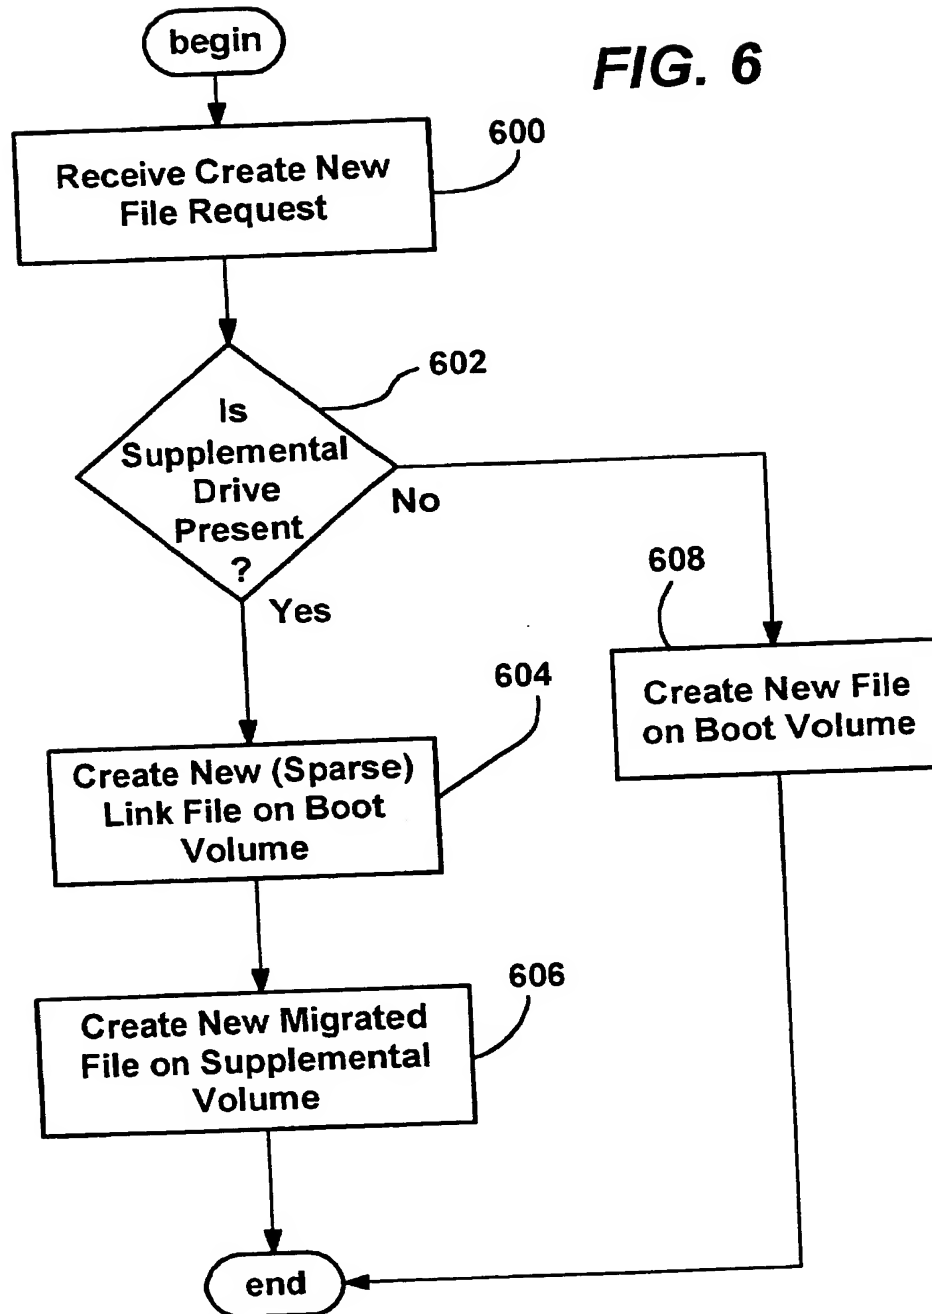 begin
FIG. 6
600
Receive Create New
File Request
602
Is
Supplemental
Drive
Present
?
No
Yes
608
Create New File
on Boot Volume
604
Create New (Sparse)
Link File on Boot
Volume
606
Create New Migrated
File on Supplemental
Volume
end